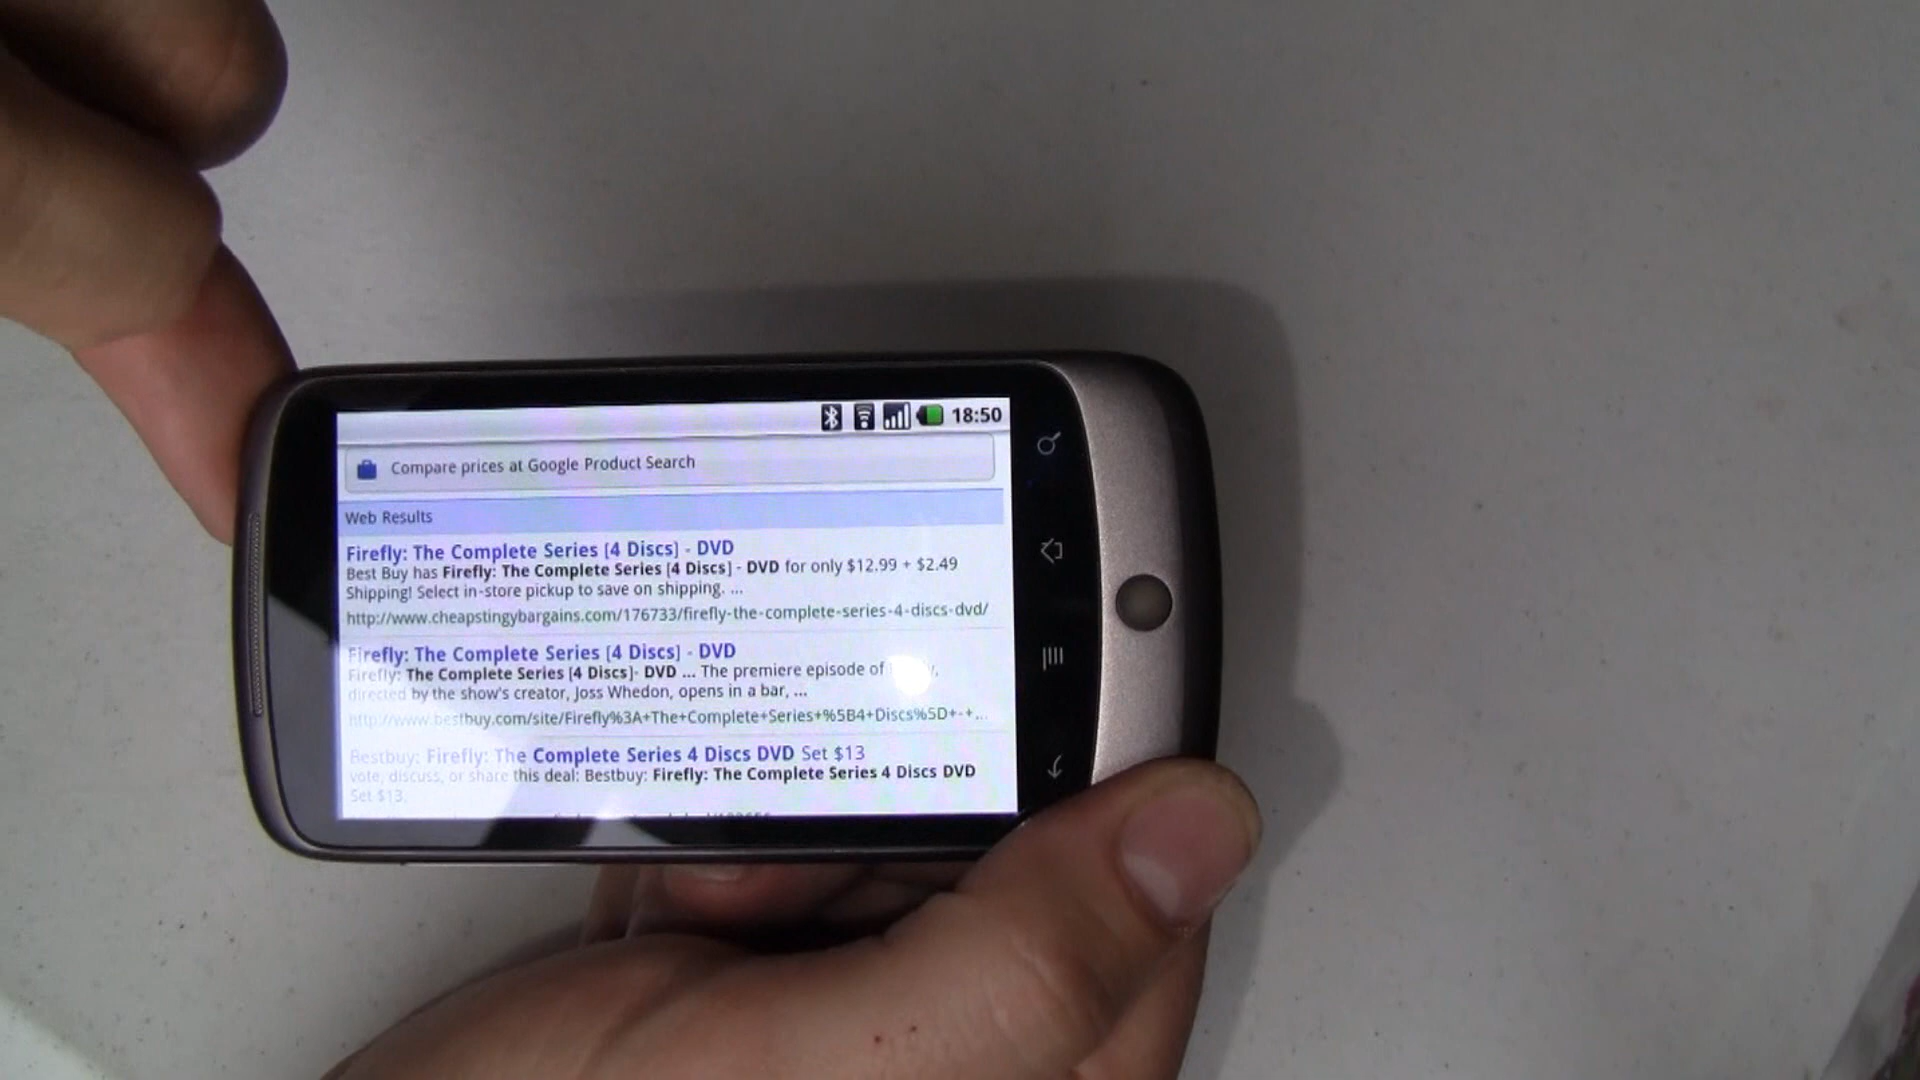 18:50
Compare prices at Google Product Search
Web Results
Firefly: The Complete Series [4 Discs] - DVD
Best Buy has Firefly: The Complete Series [4 Discs] - DVD for only $12.99 + $2.49
Shipping! Select in-store pickup to save on shipping. ...
http://www.cheapstingybargains.com/176733/firefly-the-complete-series-4-discs-dvd/
Firefly: The Complete Series [4 Discs] - DVD
Firefly: The Complete Series [4 Discs]- DVD ... The premiere episode of
directed by the show's creator, Joss Whedon, opens in a bar, ...
http://www.bestbuy.com/site/Firefly%3A+The+Complete+Series+%5B4+Discs%5D+-+...
Bestbuy: Firefly: The Complete Series 4 Discs DVD Set $13
vote, discuss, or share this deal: Bestbuy: Firefly: The Complete Series 4 Discs DVD
Set $13.